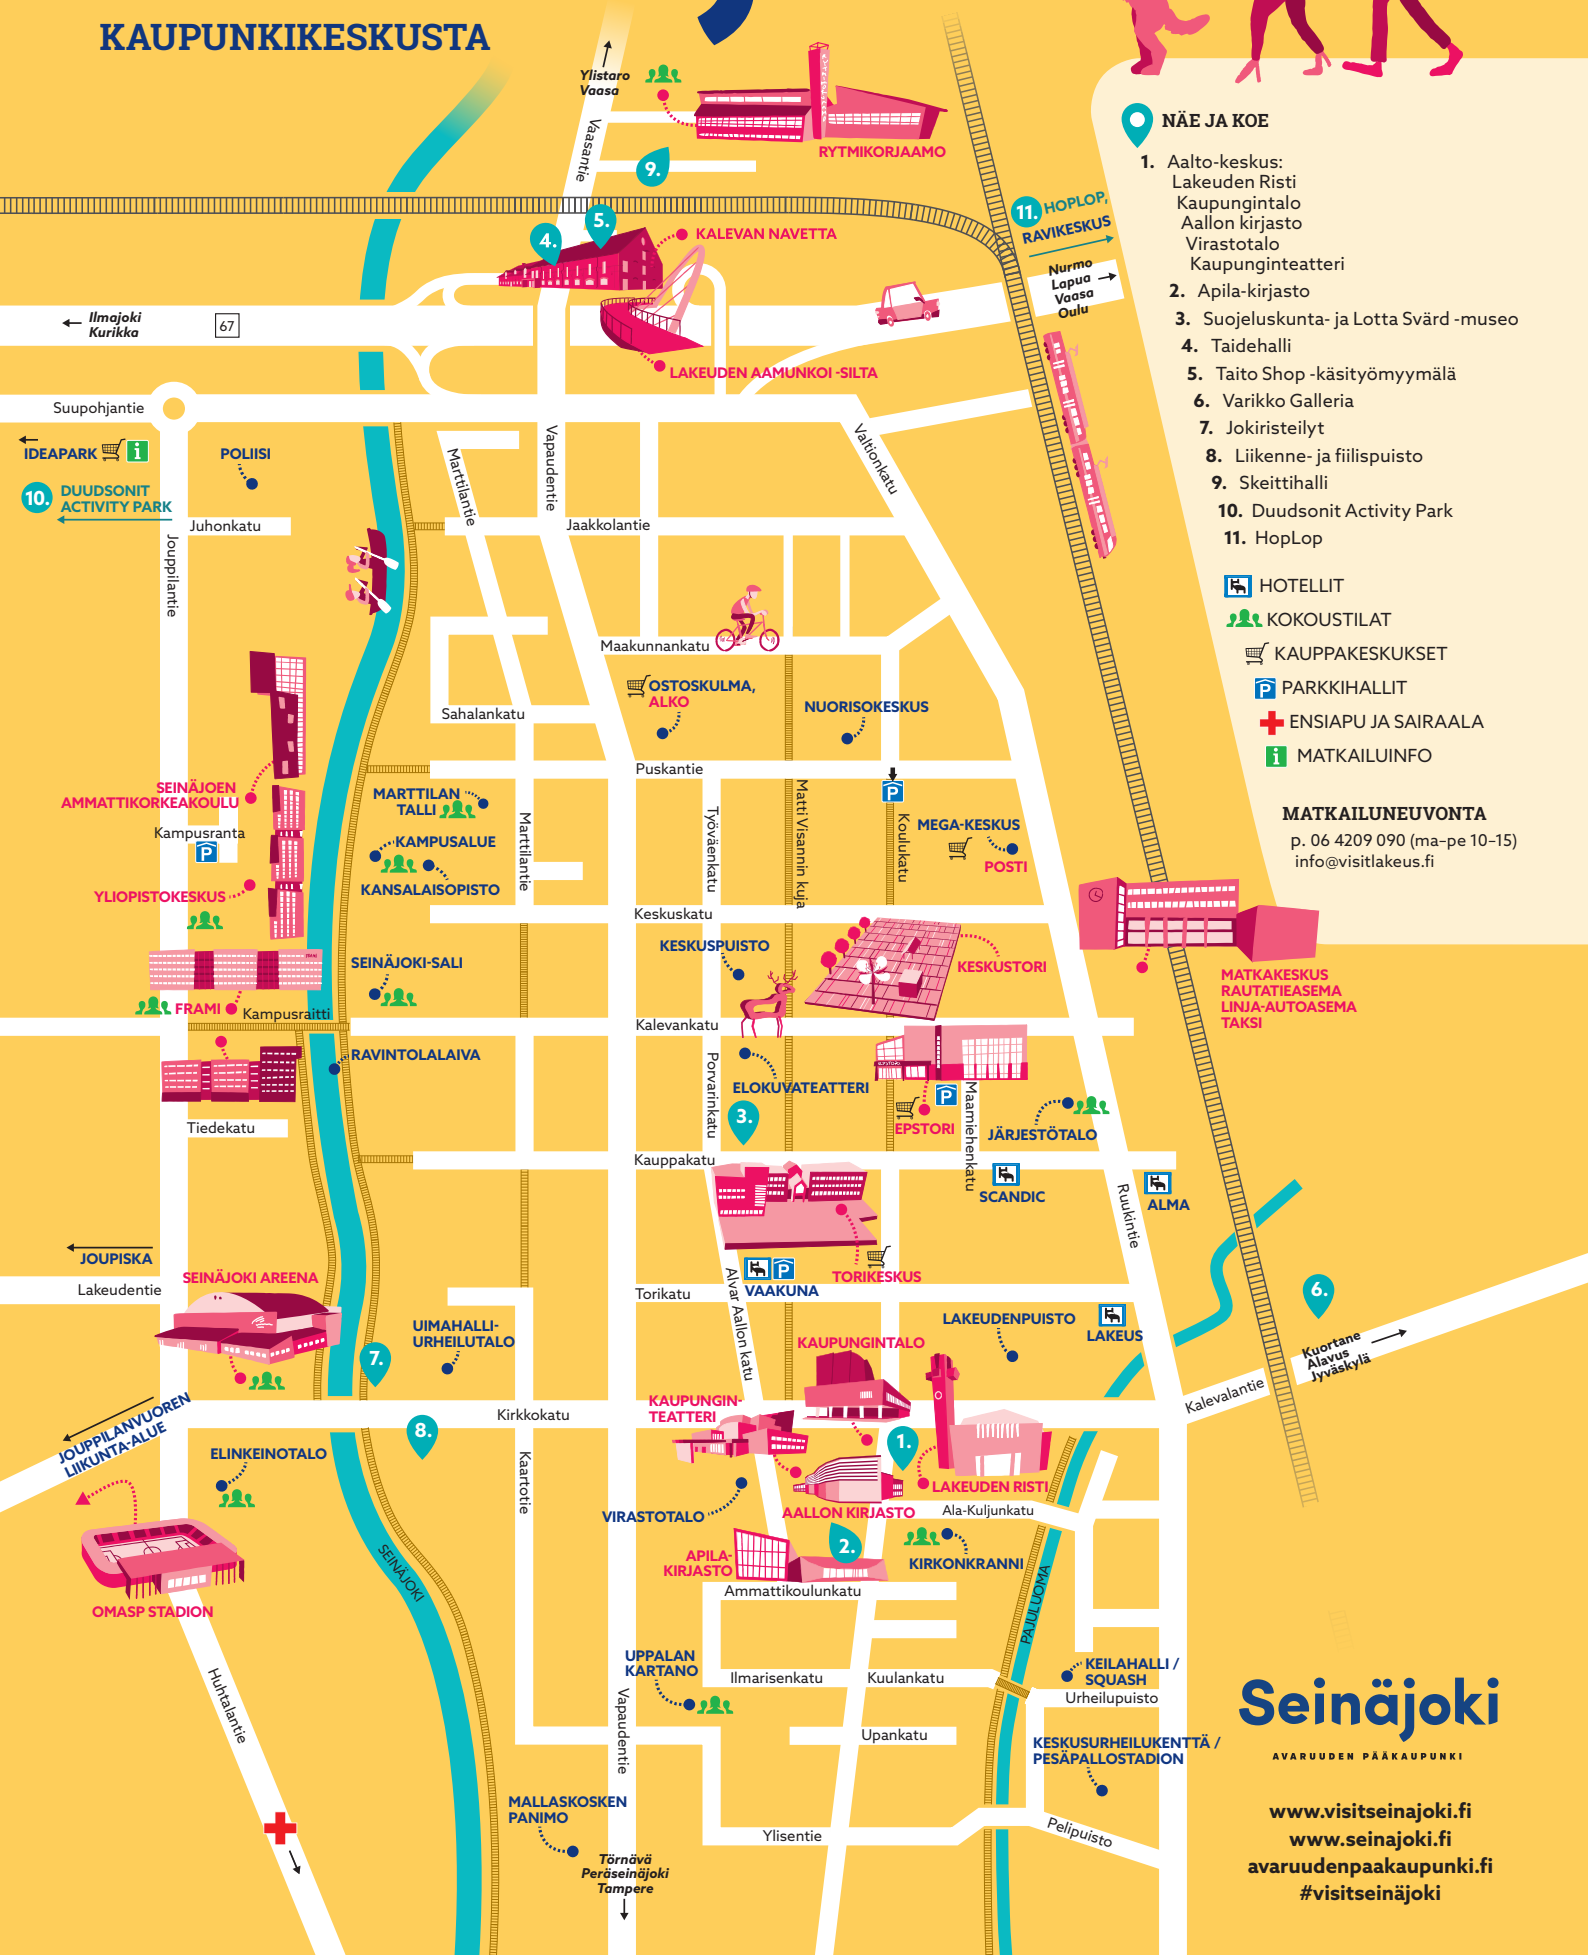 KAUPUNKIKESKUSTA
Ylistaro
Vaasa
Vaasantie
RYTMIKORJAAMO
9.
NÄE JA KOE
1. Aalto-keskus:
Lakeuden Risti
Kaupungintalo
Aallon kirjasto
Virastotalo
Kaupunginteatteri
2. Apila-kirjasto
3. Suojeluskunta- ja Lotta Svärd -museo
4. Taidehalli
5. Taito Shop -käsityömyymälä
6. Varikko Galleria
7. Jokiristeilyt
8. Liikenne- ja fiilispuisto
9. Skeittihalli
10. Duudsonit Activity Park
11. HopLop
HOTELLIT
KOKOUSTILAT
KAUPPAKESKUKSET
P PARKKIHALLIT
ENSIAPU JA SAIRAALA
i MATKAILUINFO
MATKAILUNEUVONTA
p. 06 4209 090 (ma–pe 10–15)
info@visitlakeus.fi
11. HOPLOP,
RAVIKESKUS
Nurmo
Lapua
Vaasa
Oulu
5.
4.
KALEVAN NAVETTA
LAKEUDEN AAMUNKOI -SILTA
Ilmajoki
Kurikka
67
Suupohjantie
IDEAPARK
i
POLIISI
10. DUUDSONIT
ACTIVITY PARK
Juhonkatu
Jouppilantie
Marttilantie
Vapaudentie
Jaakkolantie
Valtionkatu
Maakunnankatu
OSTOSKULMA,
ALKO
NUORISOKESKUS
Sahalankatu
Puskantie
SEINÄJOEN
AMMATTIKORKEAKOULU
Kampusranta
P
MARTTILAN
TALLI
KAMPUSALUE
KANSALAISOPISTO
Marttilantie
Työväenkatu
Matti Visannin kuja
P
Koulukatu
MEGA-KESKUS
POSTI
YLIOPISTOKESKUS
Keskuskatu
KESKUSPUISTO
KESKUSTORI
SEINÄJOKI-SALI
FRAMI
FRAMI
Kampusraitti
Kalevankatu
MATKAKESKUS
RAUTATIEASEMA
LINJA-AUTOASEMA
TAKSI
RAVINTOLALAIVA
Porvarinkatu
ELOKUVATEATTERI
3.
EPSTORI
P
EPSTORI
Maamiehenkatu
JÄRJESTÖTALO
Tiedekatu
Kauppakatu
SCANDIC
ALMA
Ruukintie
JOUPISKA
Lakeudentie
SEINÄJOKI AREENA
P
VAAKUNA
TORIKESKUS
Torikatu
Alvar Aallon katu
UIMAHALLI-
URHEILUTALO
7.
LAKEUDENPUISTO
LAKEUS
6.
Kuortane
Alavus
Jyväskylä
Kalevalantie
KAUPUNGINTALO
KAUPUNGIN-
TEATTERI
JOUPPILANVUOREN
LIIKUNTA-ALUE
Kirkkokatu
8.
1.
ELINKEINOTALO
Kaartotie
VIRASTOTALO
AALLON KIRJASTO
LAKEUDEN RISTI
Ala-Kuljunkatu
2.
APILA-
KIRJASTO
KIRKONKRANNI
Ammattikoulunkatu
SEINÄJOKI
PAJULUOMA
OMASP STADION
Huhtalantie
UPPALAN
KARTANO
Ilmarisenkatu
Kuulankatu
KEILAHALLI /
SQUASH
Urheilupuisto
Vapaudentie
Upankatu
KESKUSURHEILUKENTTÄ /
PESÄPALLOSTADION
MALLASKOSKEN
PANIMO
Ylisentie
Pelipuisto
Törnävä
Peräseinäjoki
Tampere
Seinäjoki
AVARUUDEN PÄÄKAUPUNKI
www.visitseinajoki.fi
www.seinajoki.fi
avaruudenpaakaupunki.fi
#visitseinäjoki